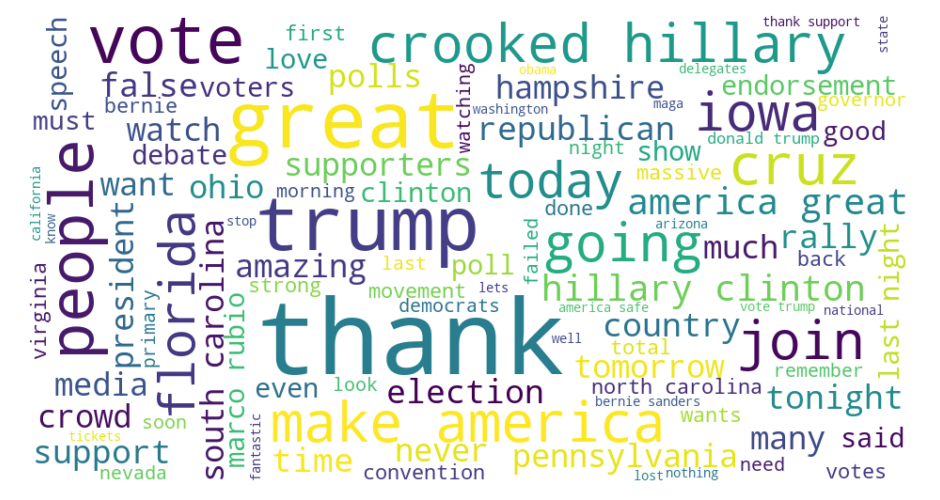 thank support
state
speech
vote
first
love
crooked hillary
obama
delegates
polls
false
voters
bernie
hampshire
endorsement
governor
must
watch
great
watching
washington
maga
iowa
republican
donald trump
good
debate
supporters
night
show
massive
cruz
people
want
ohio
morning
clinton
today
america great
california
know
president
florida
south carolina
stop
trump
done
failed
going
arizona
much
rally
back
amazing
last
poll
last night
virginia
primary
marco rubio
strong
movement
lets
hillary clinton
democrats
america safe
vote trump
national
thank
well
country
join
total
tomorrow
remember
media
even
look
election
north carolina
bernie sanders
tonight
crowd
soon
make america
wants
tickets
fantastic
support
time
never
pennsylvania
many
said
nevada
convention
lost
nothing
need
votes